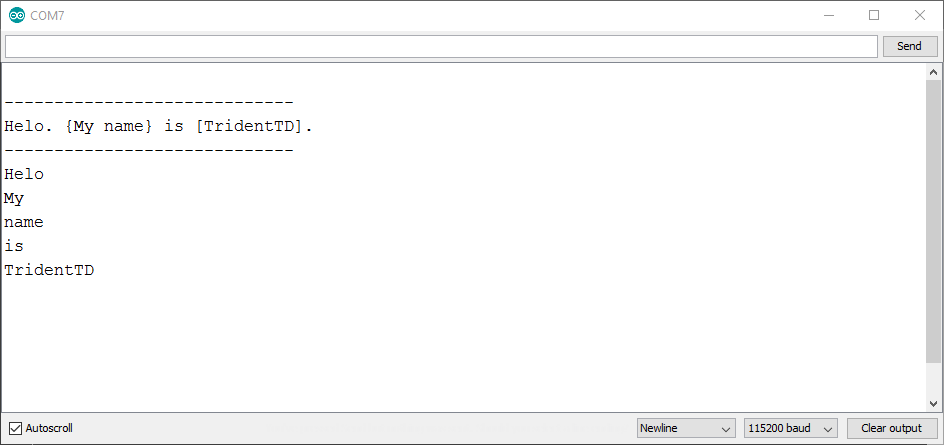 COM7
Send
-----------------------------
Helo. {My name} is [TridentTD].
-----------------------------
Helo
My
name
is
TridentTD
Autoscroll
Newline
115200 baud
Clear output